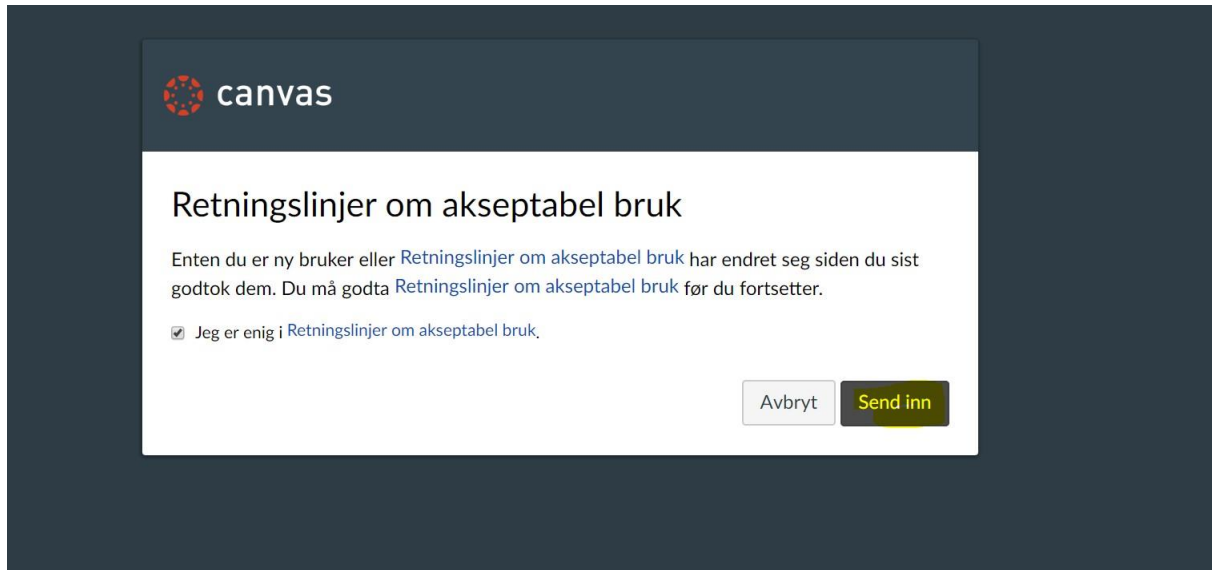 canvas
Retningslinjer om akseptabel bruk
Enten du er ny bruker eller Retningslinjer om akseptabel bruk har endret seg siden du sist
godtok dem. Du må godta Retningslinjer om akseptabel bruk før du fortsetter.
Jeg er enig i Retningslinjer om akseptabel bruk.
Avbryt Send inn